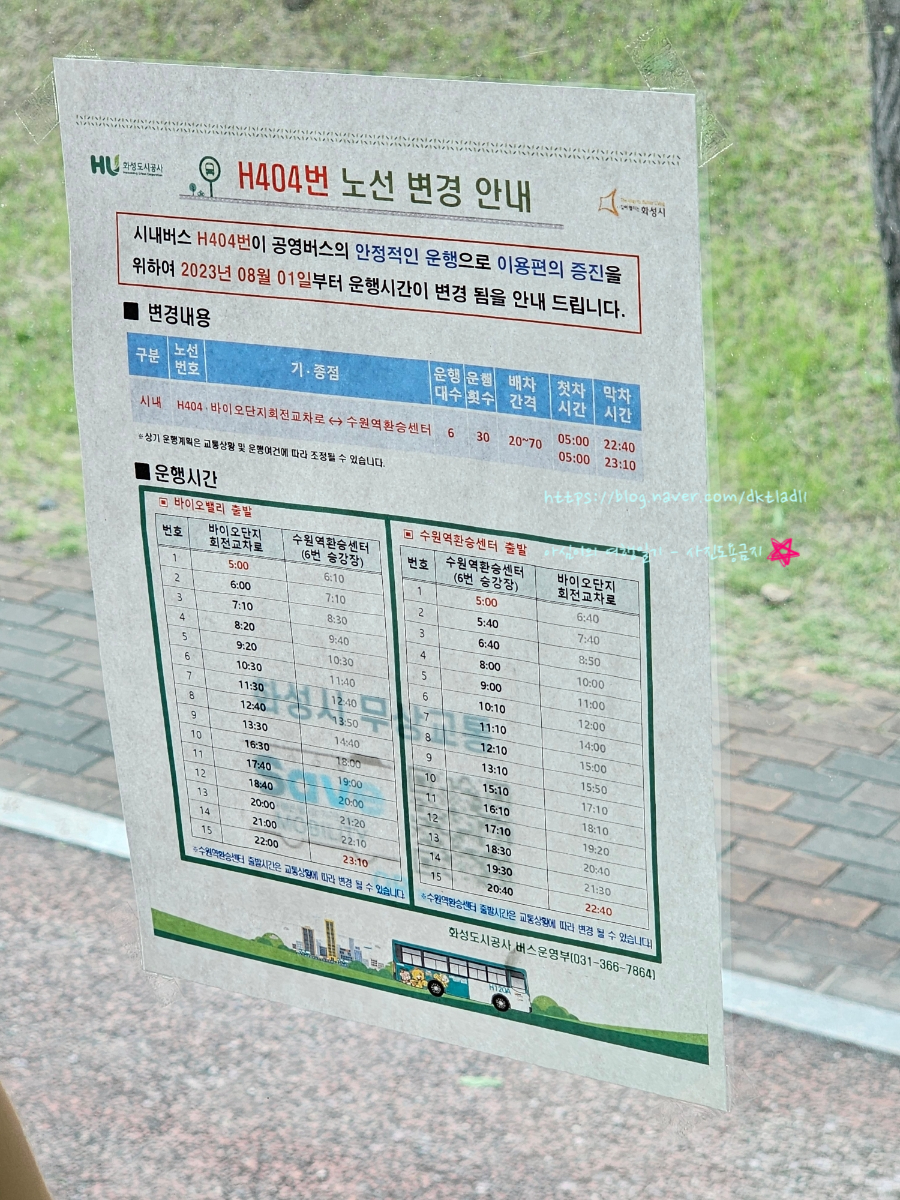 HU 화성도시공사
H404번 노선 변경 안내
화성시
시내버스 H404번이 공영버스의 안정적인 운행으로 이용편의 증진을
위하여 2023년 08월 01일부터 운행시간이 변경 됨을 안내 드립니다.
■ 변경내용
구분 노선번호 기·종점 운행대수 운행횟수 배차간격 첫차시간 막차시간
시내 H404 바이오단지회전교차로 ↔ 수원역환승센터 6 30 20~70 05:00 22:40
05:00 23:10
※상기 운행계획은 교통상황 및 운행여건에 따라 조정될 수 있습니다.
■ 운행시간
▣ 바이오밸리 출발
번호 바이오단지 회전교차로 수원역환승센터 (6번 승강장)
1 5:00 6:10
2 6:00 7:10
3 7:10 8:30
4 8:20 9:40
5 9:20 10:30
6 10:30 11:40
7 11:30 12:40
8 12:40 13:50
9 13:30 14:40
10 16:30 18:00
11 17:40 19:00
12 18:40 20:00
13 20:00 21:20
14 21:00 22:10
15 22:00 23:10
※수원역환승센터 출발시간은 교통상황에 따라 변경 될 수 있습니다
▣ 수원역환승센터 출발
번호 수원역환승센터 (6번 승강장) 바이오단지 회전교차로
1 5:00 6:40
2 5:40 7:40
3 6:40 8:50
4 8:00 10:00
5 9:00 11:00
6 10:10 12:00
7 11:10 14:00
8 12:10 15:00
9 13:10 15:50
10 15:10 17:10
11 16:10 18:10
12 17:10 19:20
13 18:30 20:40
14 19:30 21:30
15 20:40 22:40
※수원역환승센터 출발시간은 교통상황에 따라 변경 될 수 있습니다
화성시 무상교통
Save
화성도시공사 버스운영부(031-366-7864)
H120A
https://blog.naver.com/dktladll
- 사진도용금지